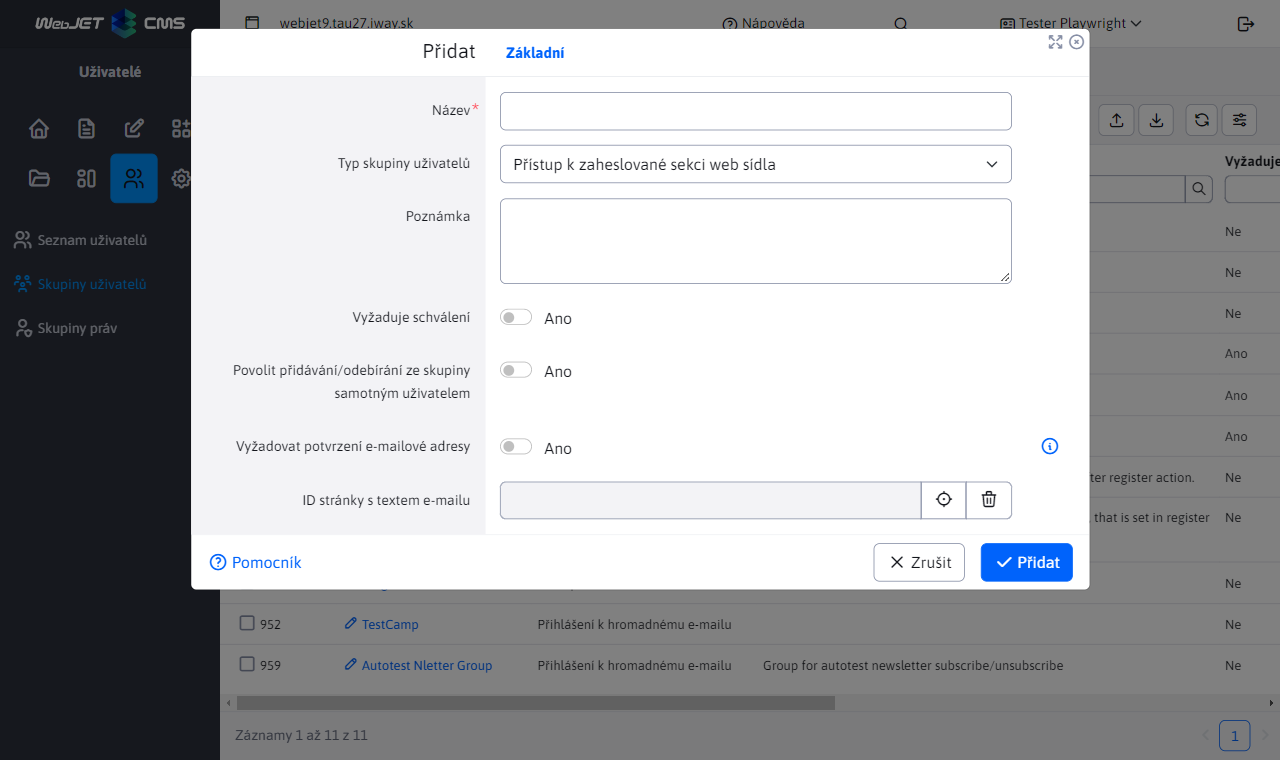 WebJET CMS
webjet9.tau27.iway.sk
Nápověda
Tester Playwright
Uživatelé
Přidat
Základní
Název*
Typ skupiny uživatelů
Přístup k zaheslované sekci web sídla
Vyžaduje
Poznámka
Seznam uživatelů
Ne
Ne
Skupiny uživatelů
Vyžaduje schválení
Ano
Ne
Skupiny práv
Ano
Povolit přidávání/odebírání ze skupiny
samotným uživatelem
Ano
Ano
Vyžadovat potvrzení e-mailové adresy
Ano
Ano
ter register action.
Ne
ID stránky s textem e-mailu
that is set in register
Ne
Pomocník
Zrušit
Přidat
Ne
952
TestCamp
Přihlášení k hromadnému e-mailu
Ne
959
Autotest Nletter Group
Přihlášení k hromadnému e-mailu
Group for autotest newsletter subscribe/unsubscribe
Ne
Záznamy 1 až 11 z 11
1